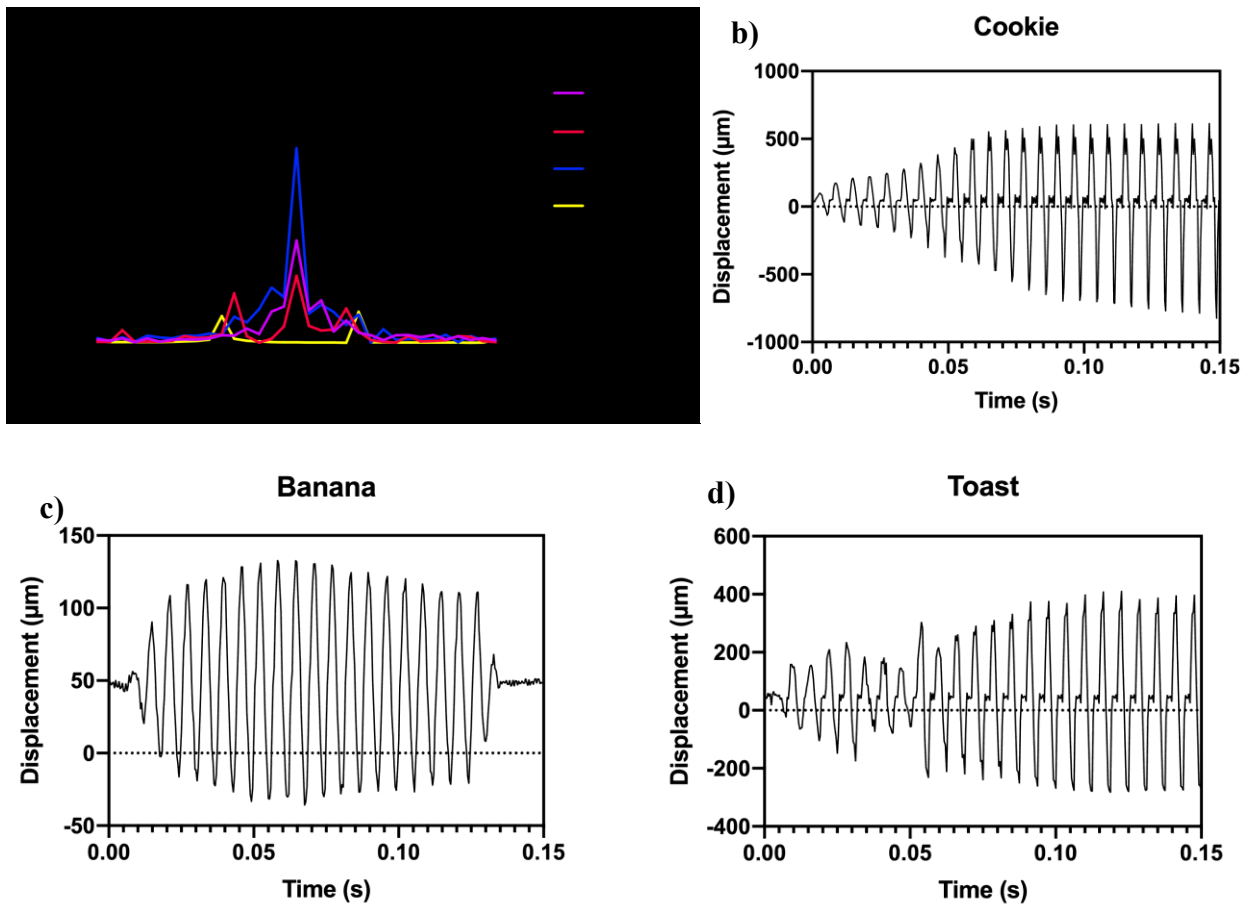 b)
Cookie
1000
500
0
-500
-1000
Displacement (µm)
0.00
0.05
0.10
0.15
Time (s)
c)
Banana
150
100
50
0
-50
Displacement (µm)
0.00
0.05
0.10
0.15
Time (s)
d)
Toast
600
400
200
0
-200
-400
Displacement (µm)
0.00
0.05
0.10
0.15
Time (s)